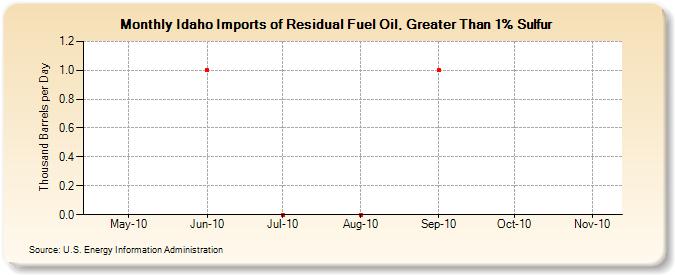 Monthly Idaho Imports of Residual Fuel Oil, Greater Than 1% Sulfur
Thousand Barrels per Day
1.2
1.0
0.8
0.6
0.4
0.2
0.0
May-10 Jun-10 Jul-10 Aug-10 Sep-10 Oct-10 Nov-10
Source: U.S. Energy Information Administration